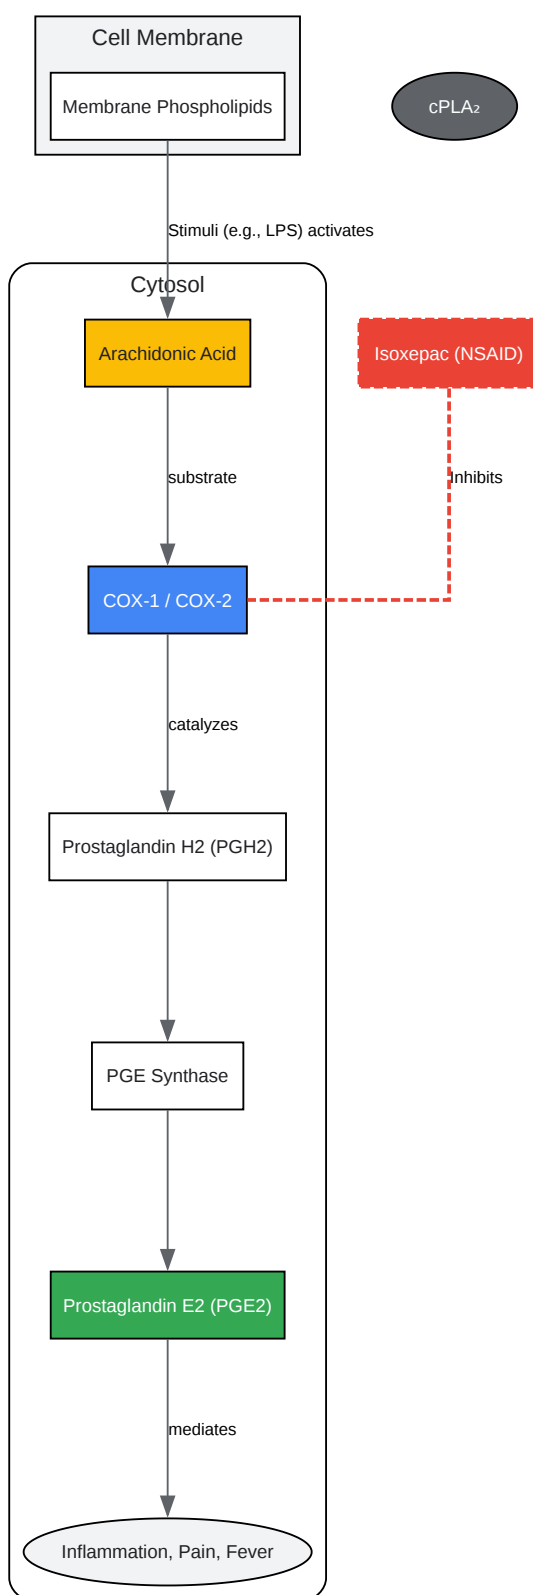 Cell Membrane
Membrane Phospholipids
cPLA₂
Stimuli (e.g., LPS) activates
Cytosol
Arachidonic Acid
Isoxepac (NSAID)
substrate
Inhibits
COX-1 / COX-2
catalyzes
Prostaglandin H2 (PGH2)
PGE Synthase
Prostaglandin E2 (PGE2)
mediates
Inflammation, Pain, Fever